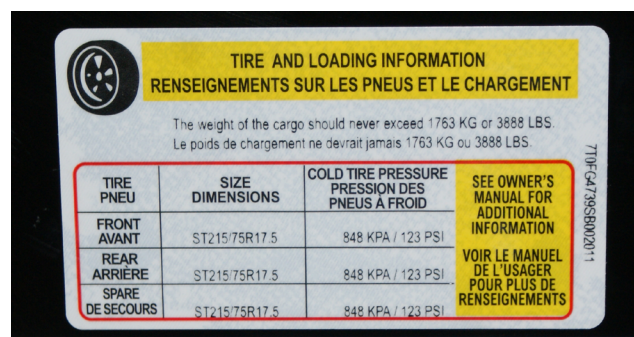 TIRE AND LOADING INFORMATION
RENSEIGNEMENTS SUR LES PNEUS ET LE CHARGEMENT
The weight of the cargo should never exceed 1763 KG or 3888 LBS.
Le poids de chargement ne devrait jamais 1763 KG ou 3888 LBS.
TIRE
PNEU
SIZE
DIMENSIONS
COLD TIRE PRESSURE
PRESSION DES
PNEUS À FROID
SEE OWNER'S
MANUAL FOR
ADDITIONAL
INFORMATION
VOIR LE MANUEL
DE L'USAGER
POUR PLUS DE
RENSEIGNEMENTS
FRONT
AVANT
ST215/75R17.5
848 KPA / 123 PSI
REAR
ARRIÈRE
ST215/75R17.5
848 KPA / 123 PSI
SPARE
DE SECOURS
ST215/75R17.5
848 KPA / 123 PSI
7T0FG4739SB002011